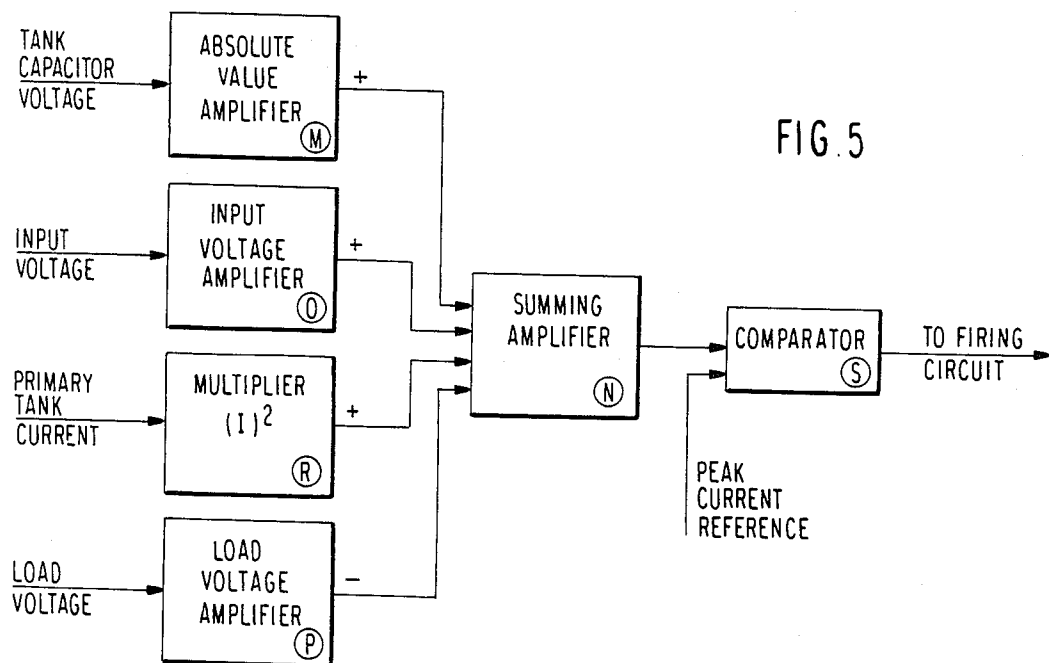 TANK
CAPACITOR
VOLTAGE
ABSOLUTE
VALUE
AMPLIFIER
M
+
FIG.5
INPUT
VOLTAGE
INPUT
VOLTAGE
AMPLIFIER
O
+
SUMMING
AMPLIFIER
N
COMPARATOR
S
TO FIRING
CIRCUIT
PRIMARY
TANK
CURRENT
MULTIPLIER
(I)²
R
+
PEAK
CURRENT
REFERENCE
LOAD
VOLTAGE
LOAD
VOLTAGE
AMPLIFIER
P
−